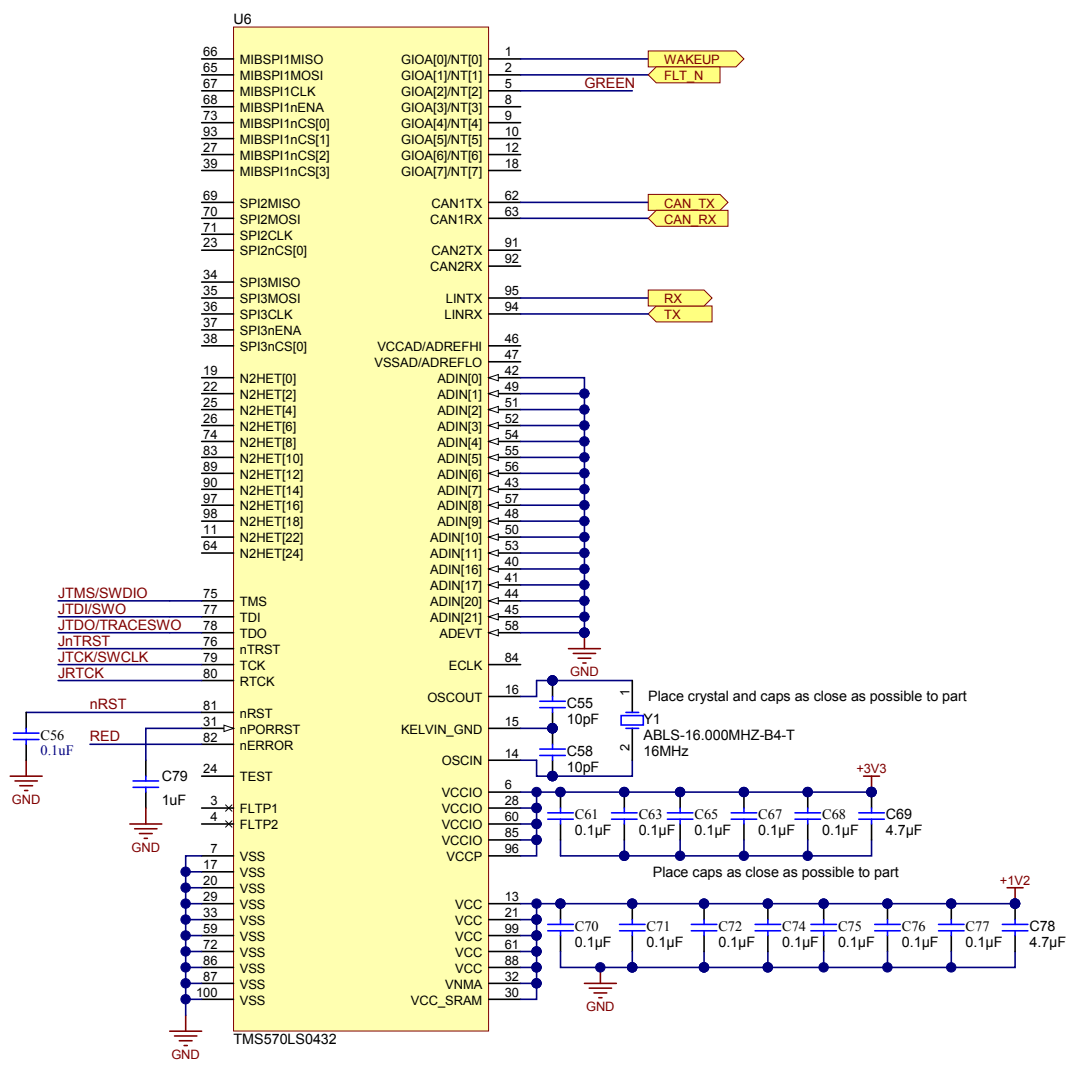 U6
66 MIBSPI1MISO
65 MIBSPI1MOSI
67 MIBSPI1CLK
68 MIBSPI1nENA
73 MIBSPI1nCS[0]
93 MIBSPI1nCS[1]
27 MIBSPI1nCS[2]
39 MIBSPI1nCS[3]
69 SPI2MISO
70 SPI2MOSI
71 SPI2CLK
23 SPI2nCS[0]
34 SPI3MISO
35 SPI3MOSI
36 SPI3CLK
37 SPI3nENA
38 SPI3nCS[0]
19 N2HET[0]
22 N2HET[2]
25 N2HET[4]
26 N2HET[6]
74 N2HET[8]
83 N2HET[10]
89 N2HET[12]
90 N2HET[14]
97 N2HET[16]
98 N2HET[18]
11 N2HET[22]
64 N2HET[24]
JTMS/SWDIO 75 TMS
JTDI/SWO 77 TDI
JTDO/TRACESWO 78 TDO
JnTRST 76 nTRST
JTCK/SWCLK 79 TCK
JRTCK 80 RTCK
nRST 81 nRST
31 nPORRST
RED 82 nERROR
C56
0.1uF
GND
C79
1uF
GND
24 TEST
3 FLTP1
4 FLTP2
7 VSS
17 VSS
20 VSS
29 VSS
33 VSS
59 VSS
72 VSS
86 VSS
87 VSS
100 VSS
GND
GIOA[0]/NT[0] 1 WAKEUP
GIOA[1]/NT[1] 2 FLT_N
GIOA[2]/NT[2] 5 GREEN
GIOA[3]/NT[3] 8
GIOA[4]/NT[4] 9
GIOA[5]/NT[5] 10
GIOA[6]/NT[6] 12
GIOA[7]/NT[7] 18
CAN1TX 62 CAN_TX
CAN1RX 63 CAN_RX
CAN2TX 91
CAN2RX 92
LINTX 95 RX
LINRX 94 TX
VCCAD/ADREFHI 46
VSSAD/ADREFLO 47
ADIN[0] 42
ADIN[1] 49
ADIN[2] 51
ADIN[3] 52
ADIN[4] 54
ADIN[5] 55
ADIN[6] 56
ADIN[7] 43
ADIN[8] 57
ADIN[9] 48
ADIN[10] 50
ADIN[11] 53
ADIN[16] 40
ADIN[17] 41
ADIN[20] 44
ADIN[21] 45
ADEVT 58
GND
ECLK 84
OSCOUT 16
KELVIN_GND 15
OSCIN 14
C55
10pF
C58
10pF
1
2
Place crystal and caps as close as possible to part
Y1
ABLS-16.000MHZ-B4-T
16MHz
VCCIO 6
VCCIO 28
VCCIO 60
VCCIO 85
VCCP 96
+3V3
C61 C63 C65 C67 C68 C69
0.1µF 0.1µF 0.1µF 0.1µF 0.1µF 4.7µF
Place caps as close as possible to part
VCC 13
VCC 21
VCC 99
VCC 61
VCC 88
VNMA 32
VCC_SRAM 30
+1V2
C70 C71 C72 C74 C75 C76 C77 C78
0.1µF 0.1µF 0.1µF 0.1µF 0.1µF 0.1µF 0.1µF 4.7µF
GND
TMS570LS0432